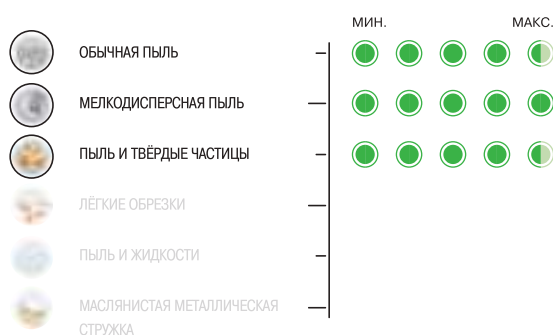 МИН. МАКС.
ОБЫЧНАЯ ПЫЛЬ
МЕЛКОДИСПЕРСНАЯ ПЫЛЬ
ПЫЛЬ И ТВЁРДЫЕ ЧАСТИЦЫ
ЛЁГКИЕ ОБРЕЗКИ
ПЫЛЬ И ЖИДКОСТИ
МАСЛЯНИСТАЯ МЕТАЛЛИЧЕСКАЯ
СТРУЖКА